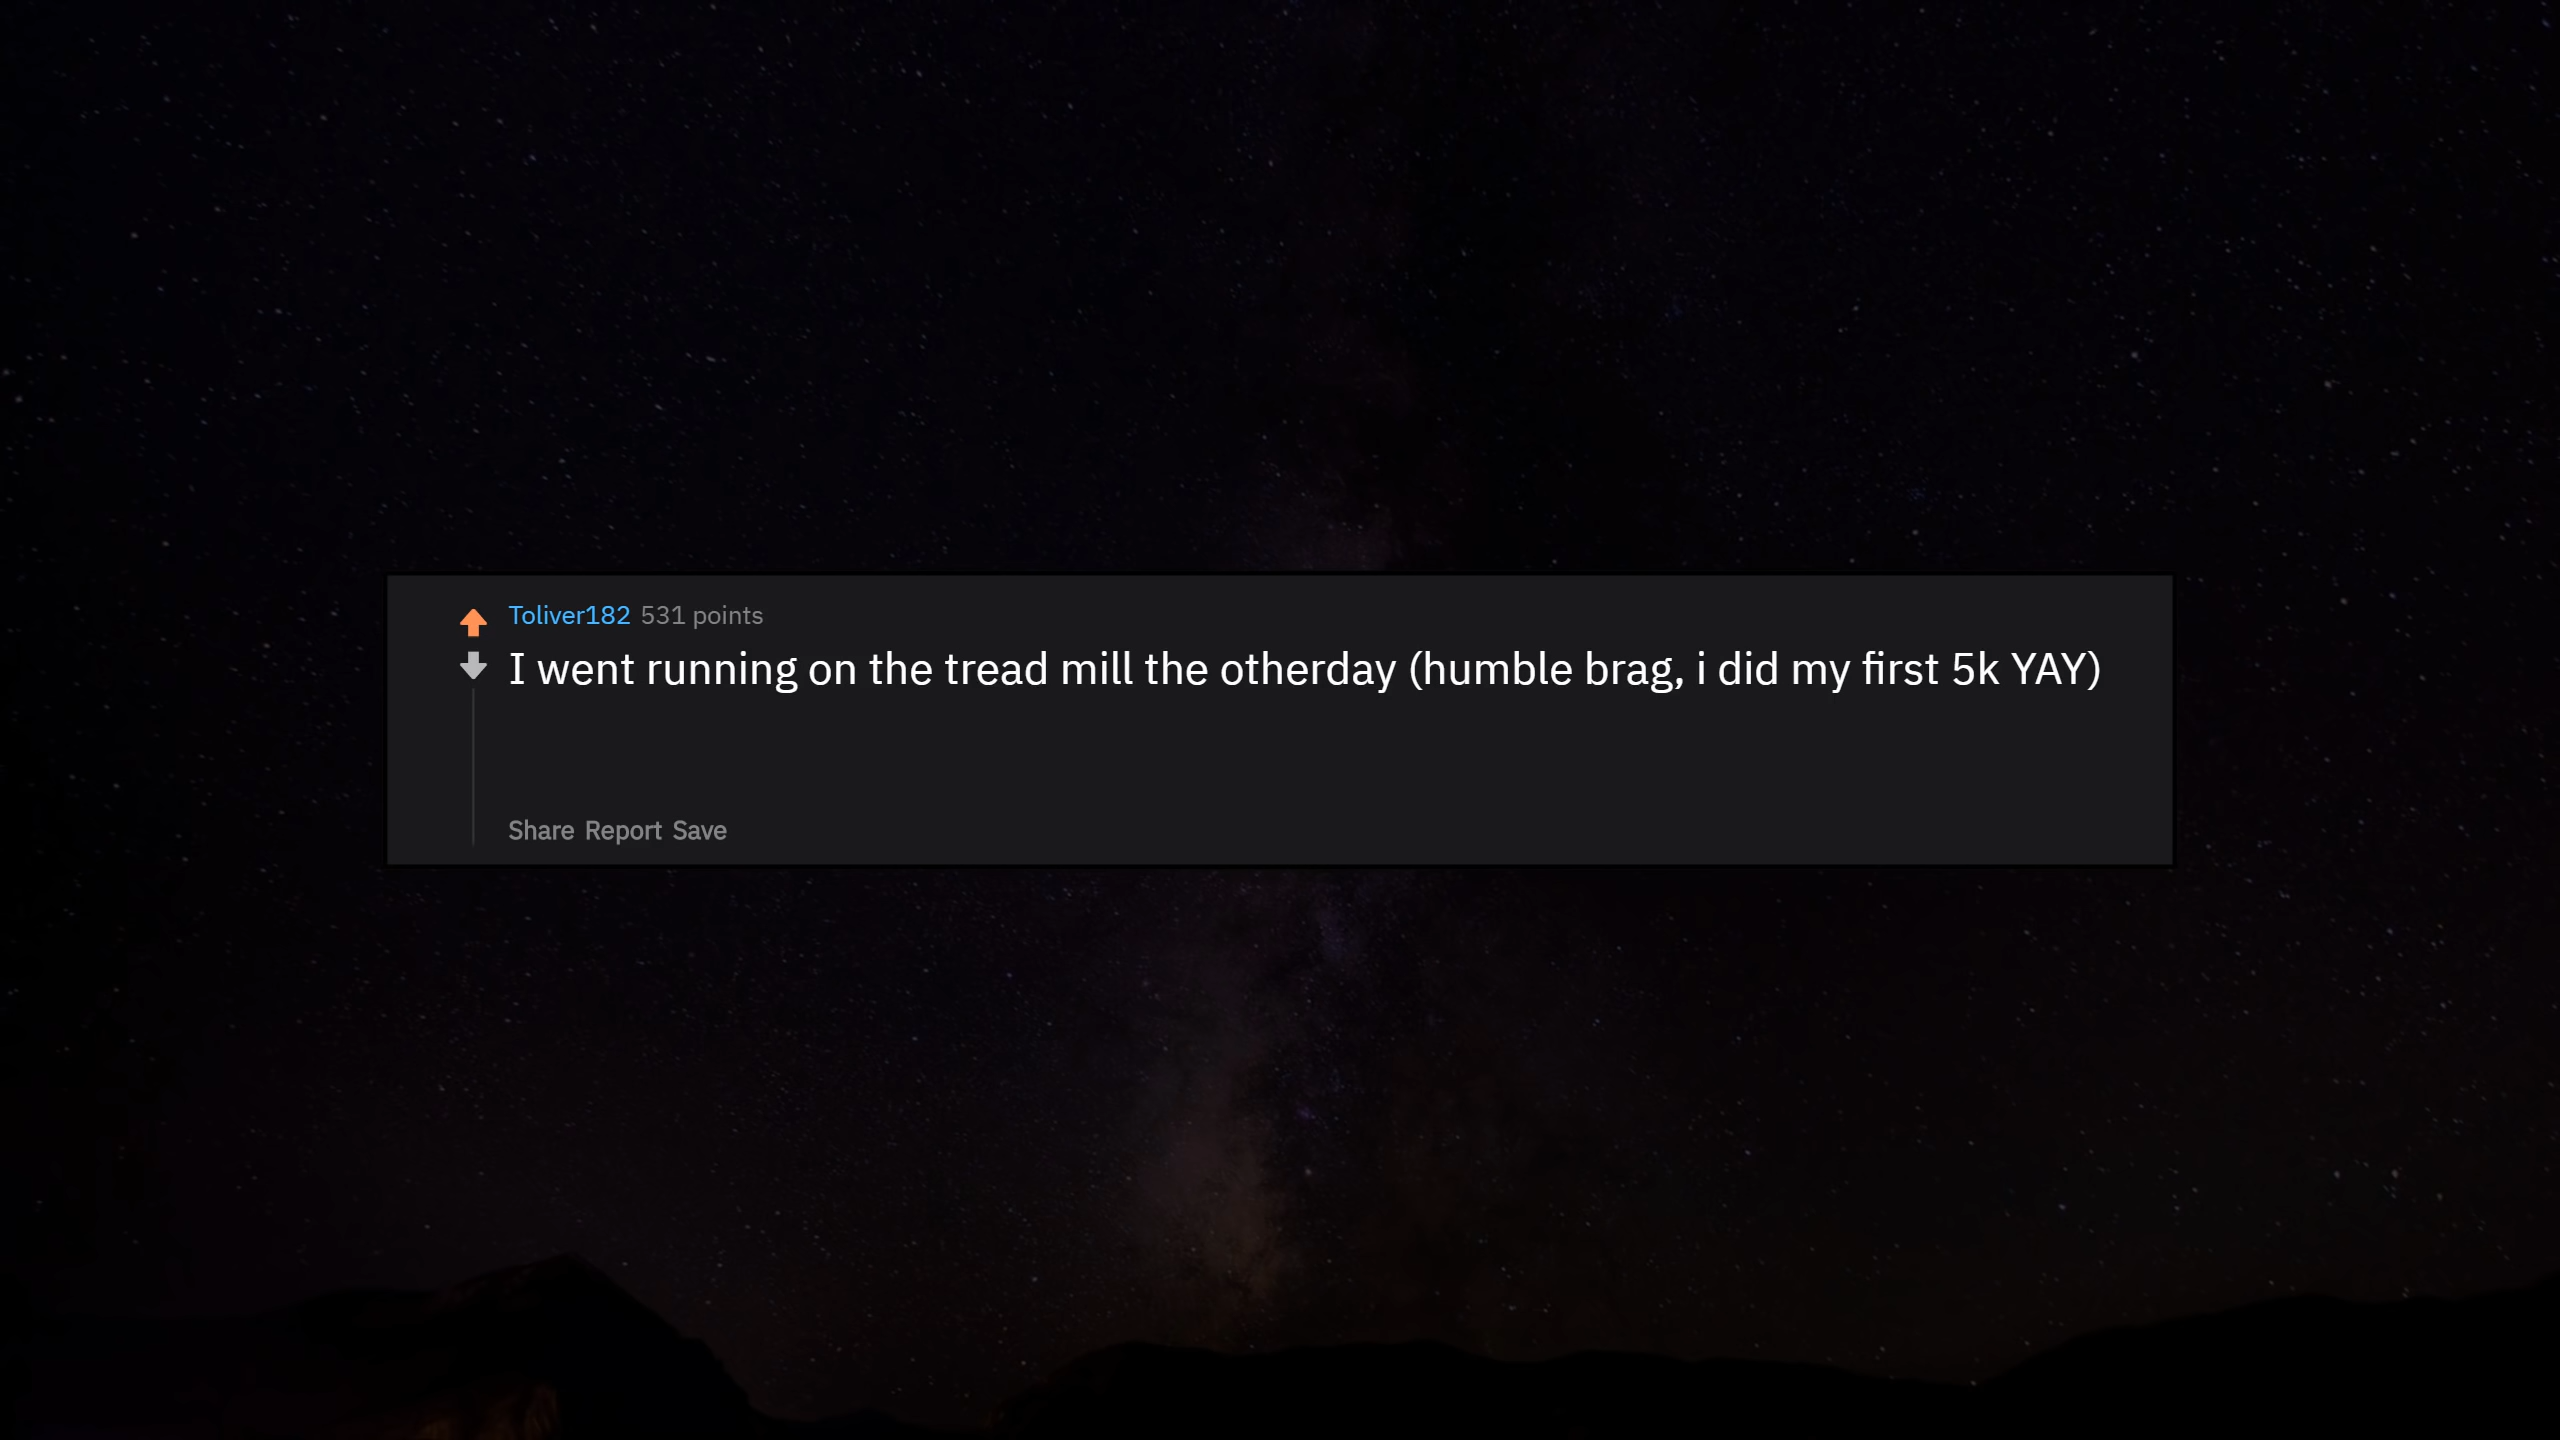 Toliver182 531 points
I went running on the tread mill the otherday (humble brag, i did my first 5k YAY)
Share Report Save